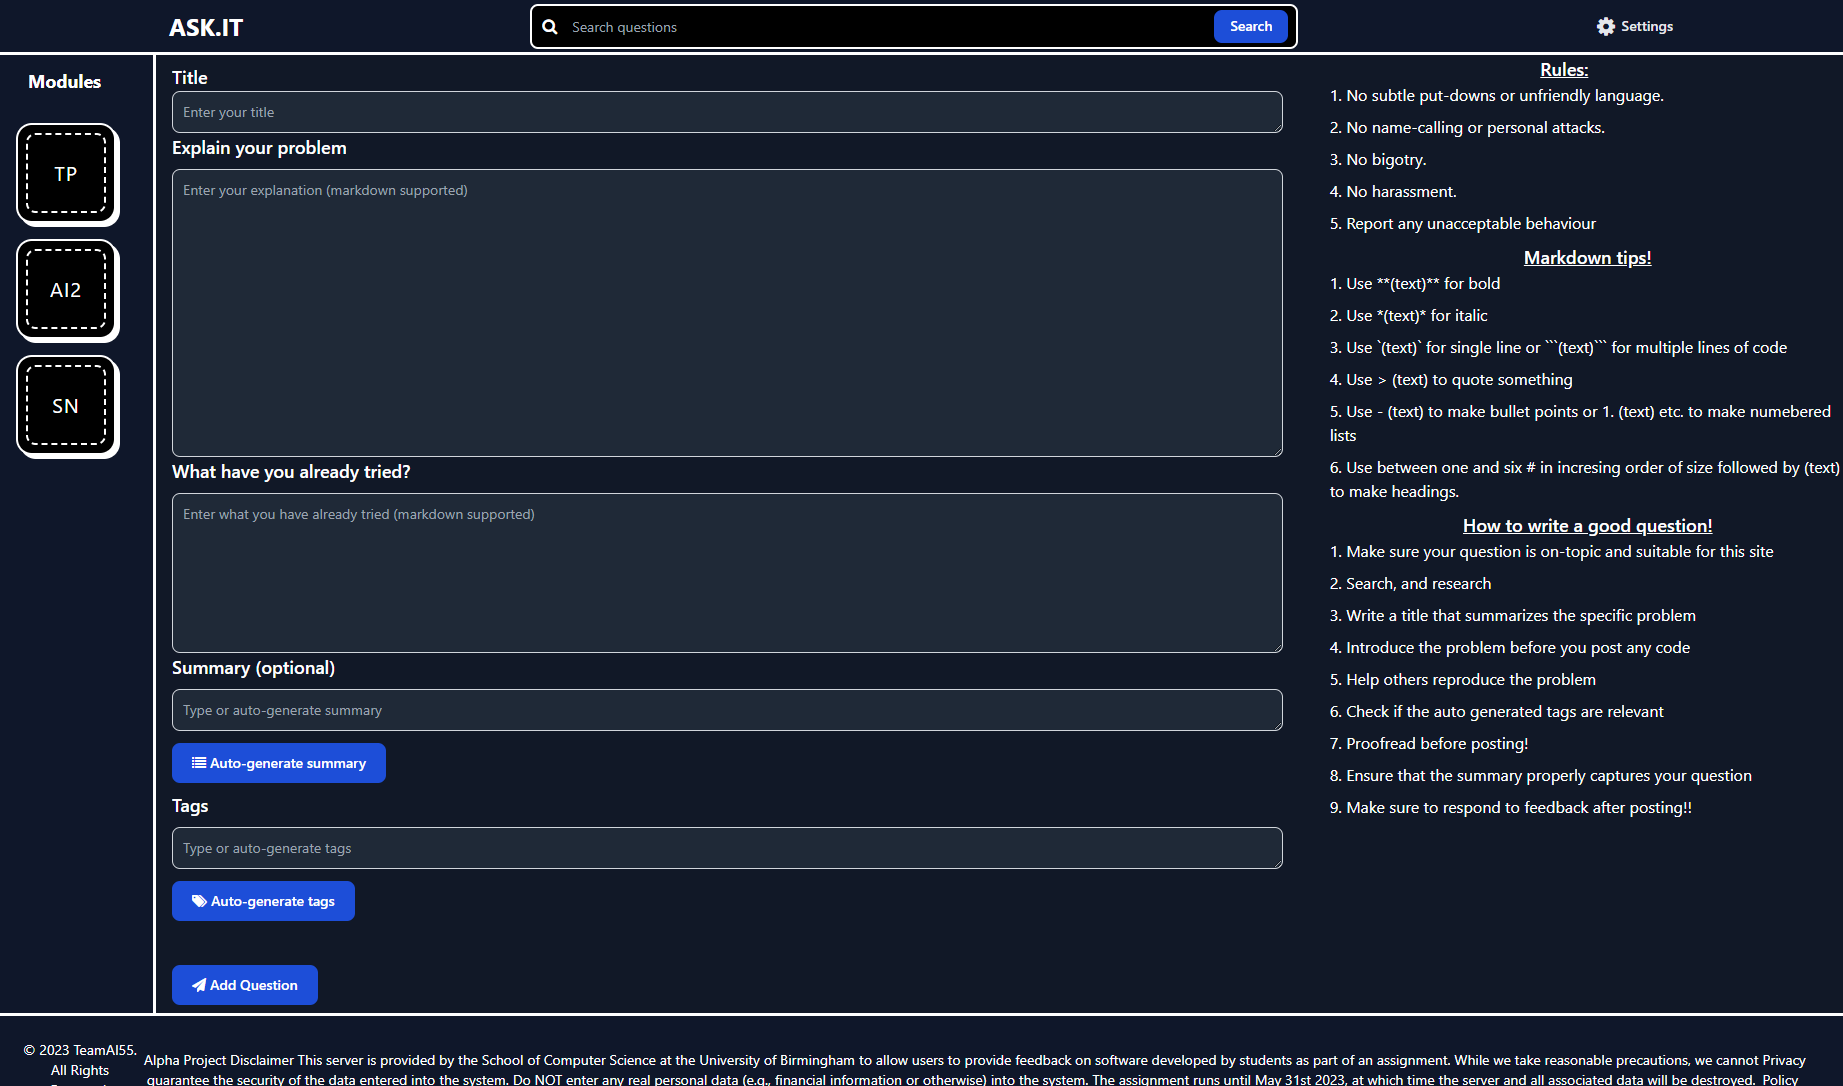 ASK.IT
Search questions
Search
Settings
Modules
TP
AI2
SN
Title
Enter your title
Explain your problem
Enter your explanation (markdown supported)
What have you already tried?
Enter what you have already tried (markdown supported)
Summary (optional)
Type or auto-generate summary
Auto-generate summary
Tags
Type or auto-generate tags
Auto-generate tags
Add Question
Rules:
1. No subtle put-downs or unfriendly language.
2. No name-calling or personal attacks.
3. No bigotry.
4. No harassment.
5. Report any unacceptable behaviour
Markdown tips!
1. Use **(text)** for bold
2. Use *(text)* for italic
3. Use `(text)` for single line or ```(text)``` for multiple lines of code
4. Use > (text) to quote something
5. Use - (text) to make bullet points or 1. (text) etc. to make numebered
lists
6. Use between one and six # in incresing order of size followed by (text)
to make headings.
How to write a good question!
1. Make sure your question is on-topic and suitable for this site
2. Search, and research
3. Write a title that summarizes the specific problem
4. Introduce the problem before you post any code
5. Help others reproduce the problem
6. Check if the auto generated tags are relevant
7. Proofread before posting!
8. Ensure that the summary properly captures your question
9. Make sure to respond to feedback after posting!!
© 2023 TeamAI55.
All Rights
Alpha Project Disclaimer This server is provided by the School of Computer Science at the University of Birmingham to allow users to provide feedback on software developed by students as part of an assignment. While we take reasonable precautions, we cannot
guarantee the security of the data entered into the system. Do NOT enter any real personal data (e.g., financial information or otherwise) into the system. The assignment runs until May 31st 2023, at which time the server and all associated data will be destroyed.
Privacy
Policy